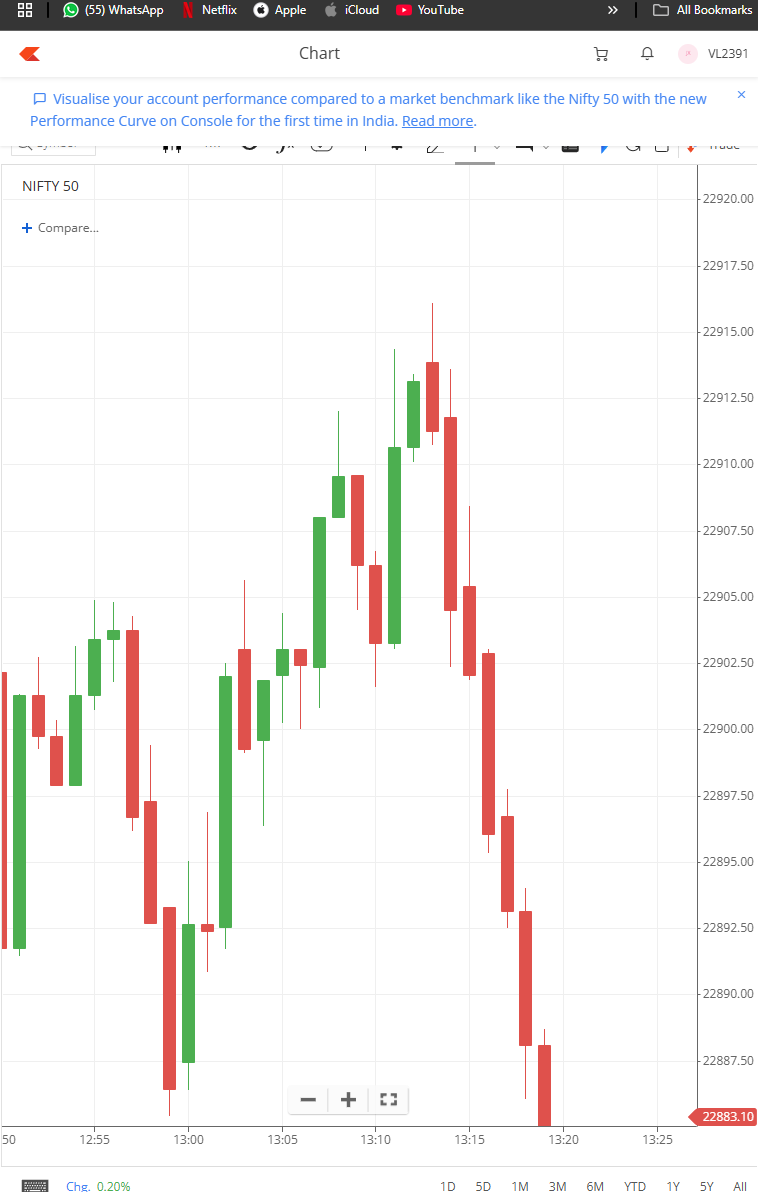 (55) WhatsApp Netflix Apple iCloud YouTube » All Bookmarks
Chart VL2391
Visualise your account performance compared to a market benchmark like the Nifty 50 with the new
Performance Curve on Console for the first time in India. Read more.
NIFTY 50
+ Compare...
22920.00
22917.50
22915.00
22912.50
22910.00
22907.50
22905.00
22902.50
22900.00
22897.50
22895.00
22892.50
22890.00
22887.50
22883.10
50 12:55 13:00 13:05 13:10 13:15 13:20 13:25
Chg. 0.20% 1D 5D 1M 3M 6M YTD 1Y 5Y All